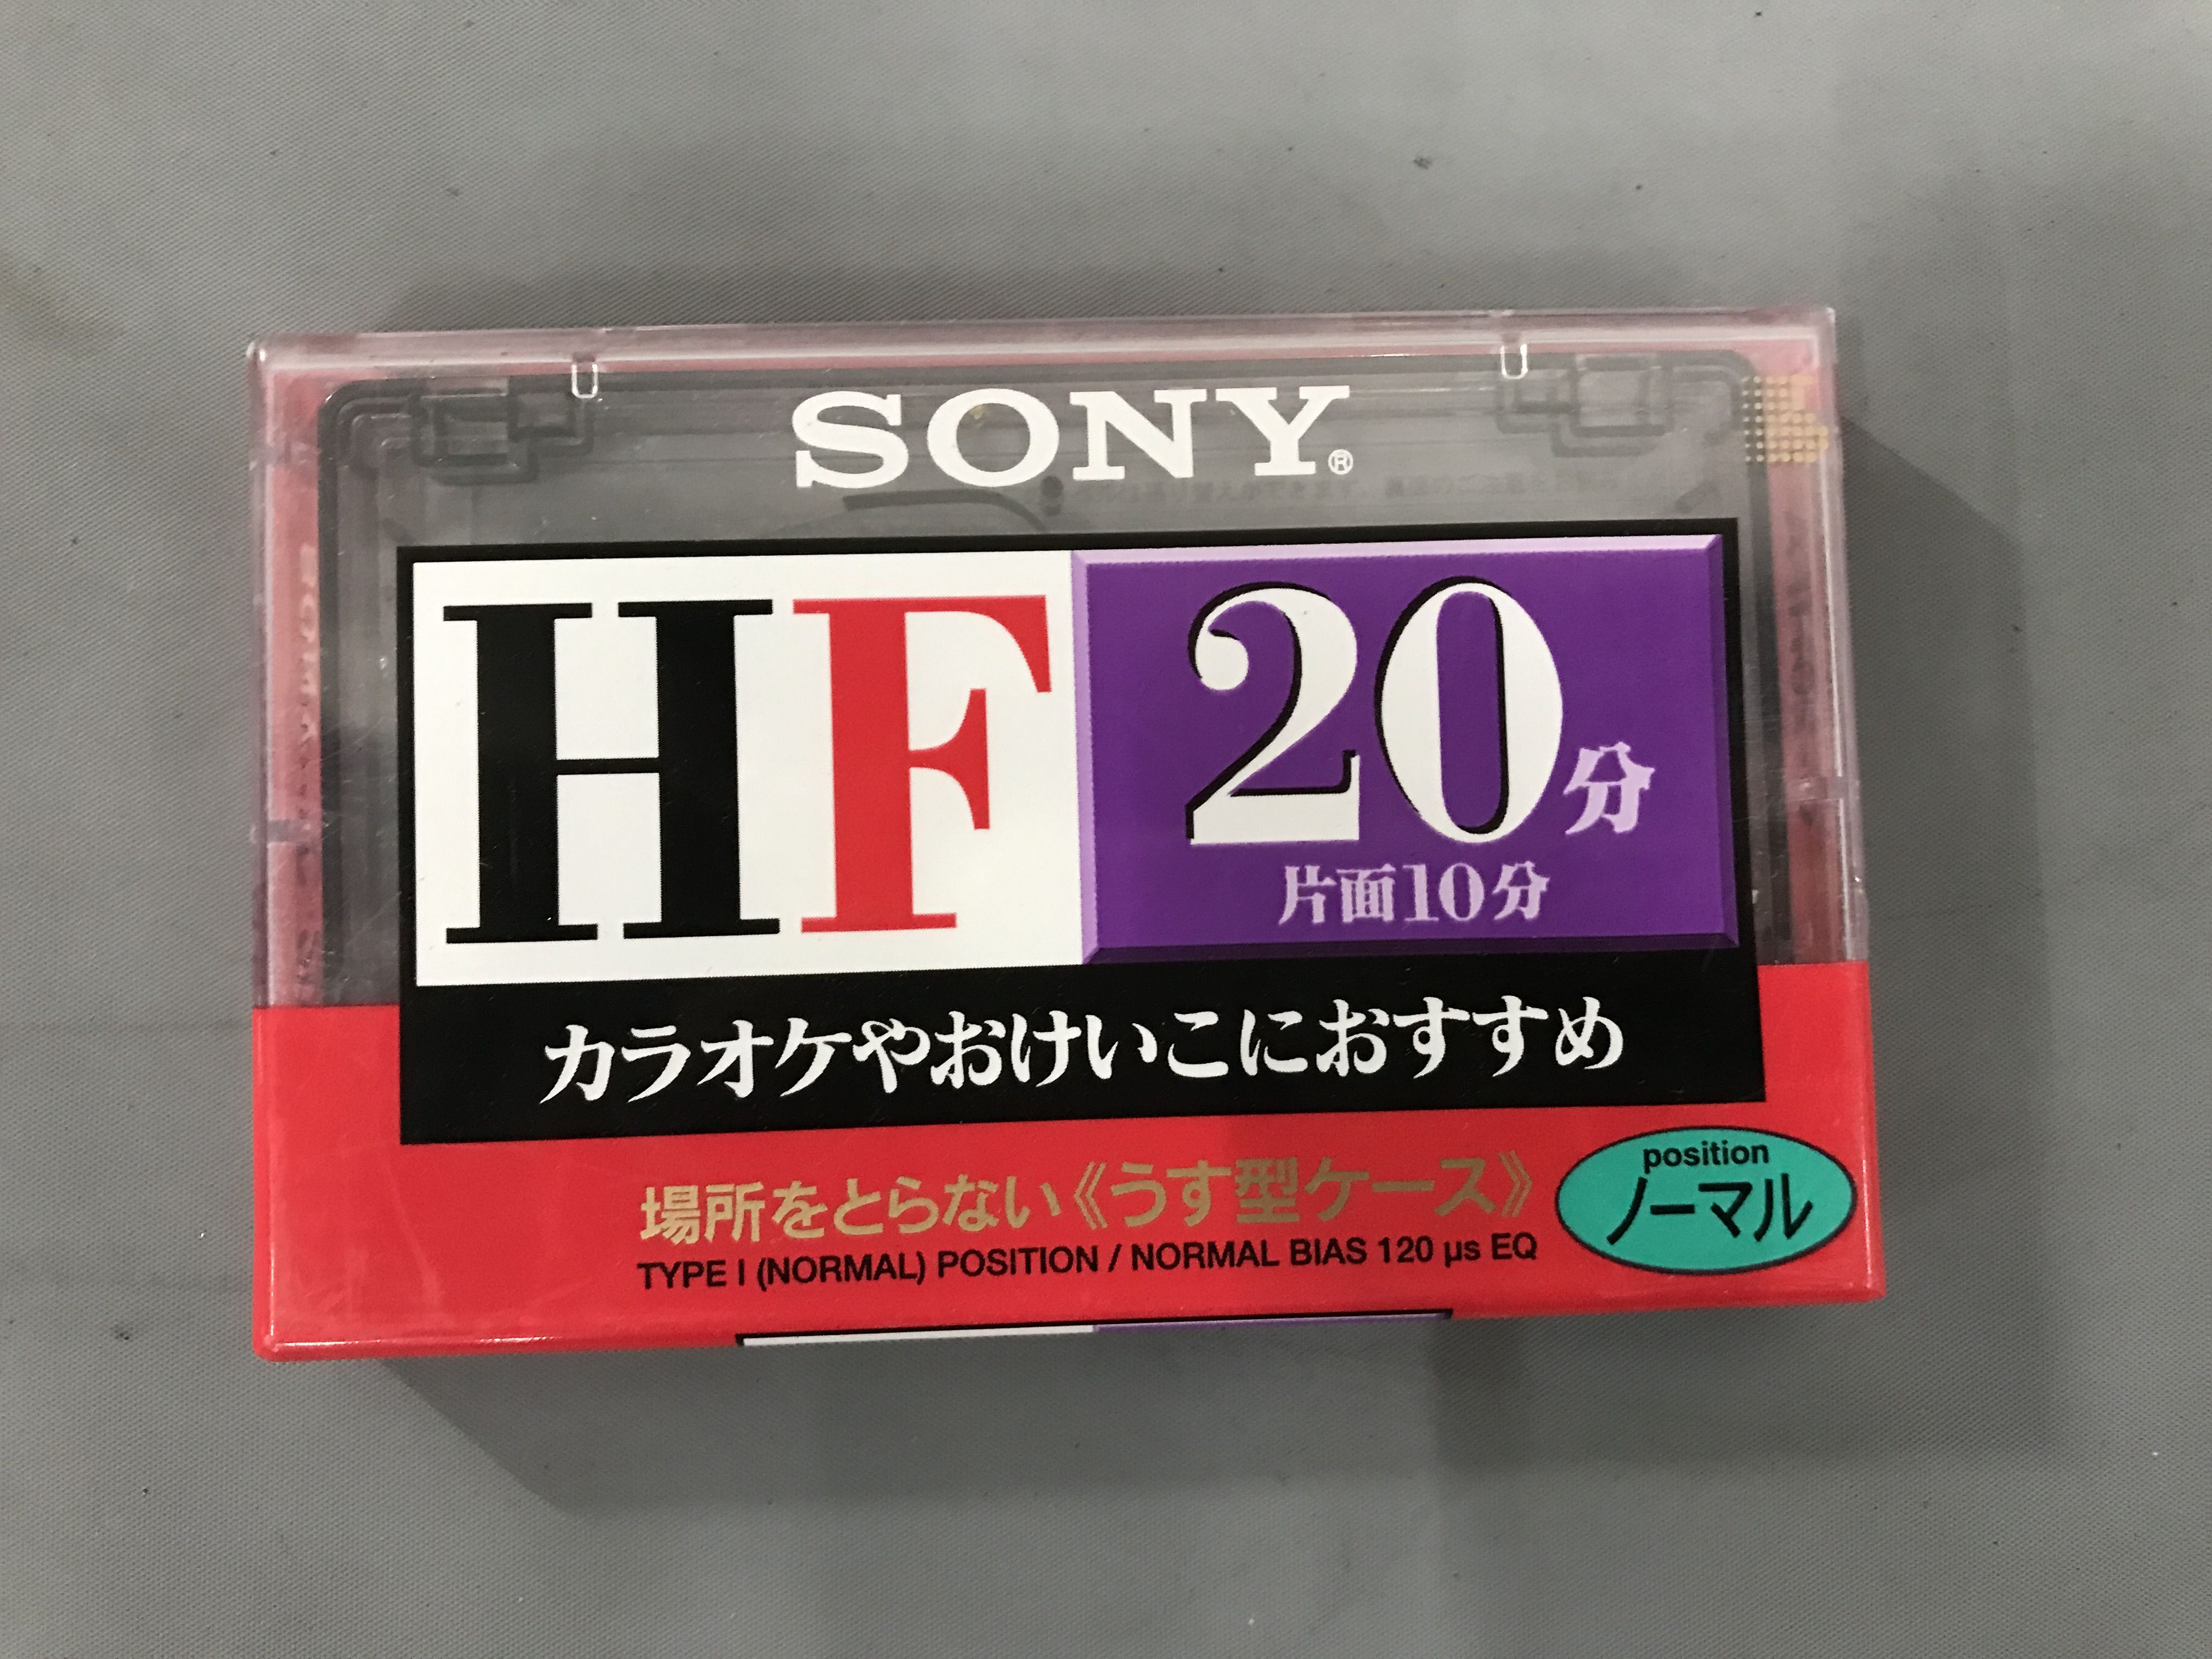 SONY®
HF
20分
片面10分
カラオケやおけいこにおすすめ
場所をとらない《うす型ケース》
TYPE I (NORMAL) POSITION / NORMAL BIAS 120 μs EQ
position
ノーマル